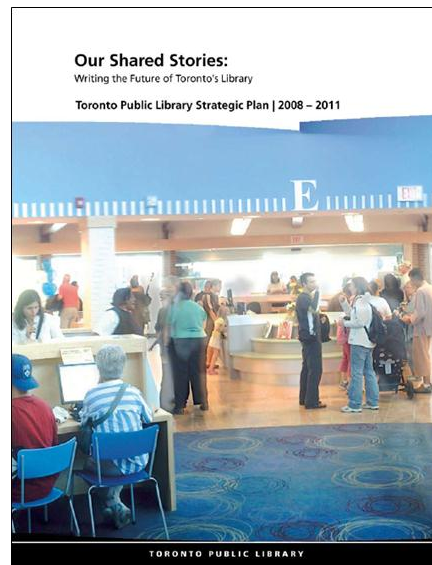 Our Shared Stories:
Writing the Future of Toronto's Library
Toronto Public Library Strategic Plan | 2008 – 2011
E
TORONTO PUBLIC LIBRARY